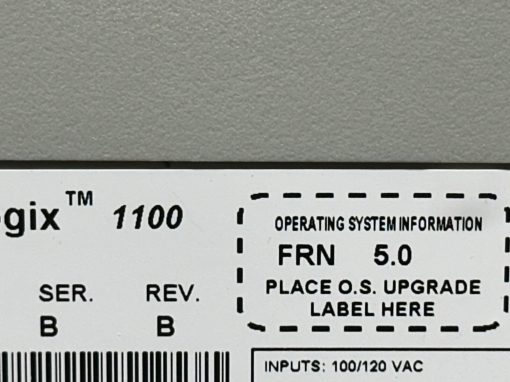 gix™ 1100
OPERATING SYSTEM INFORMATION
FRN 5.0
PLACE O.S. UPGRADE
LABEL HERE
SER. REV.
B B
INPUTS: 100/120 VAC